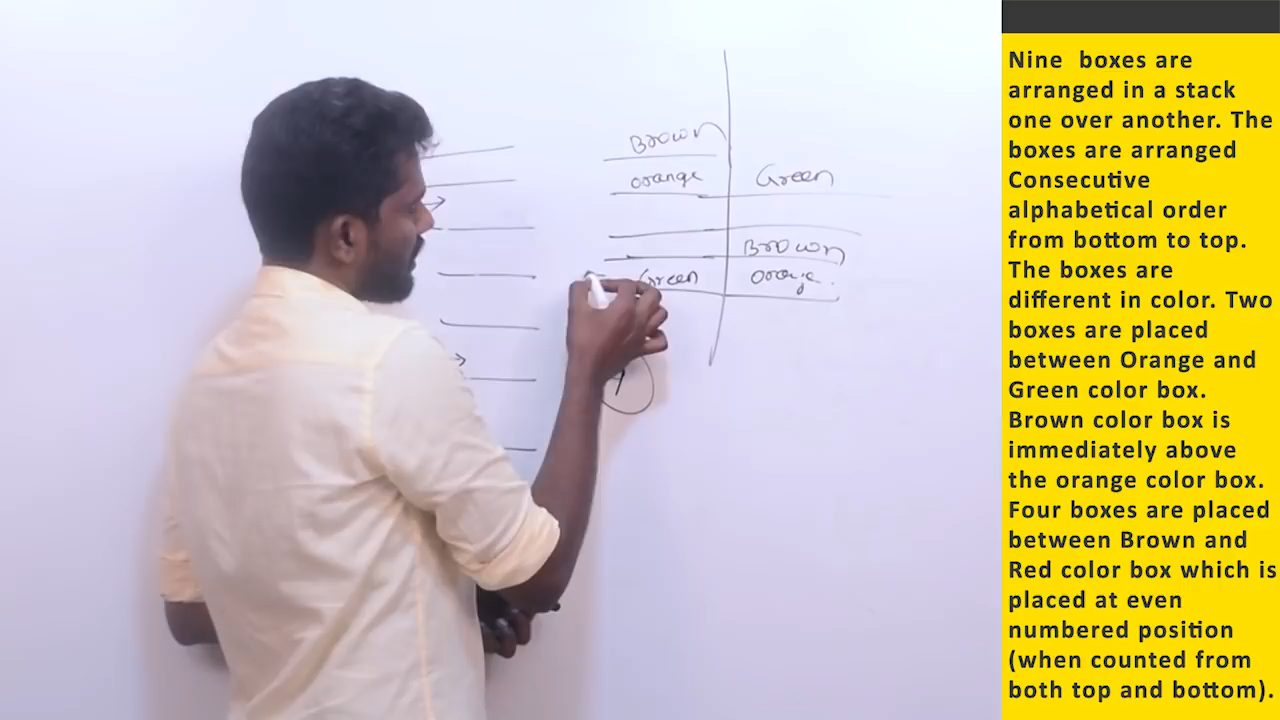 Brown
orange Green
Brown
Green orange.
Nine boxes are
arranged in a stack
one over another. The
boxes are arranged
Consecutive
alphabetical order
from bottom to top.
The boxes are
different in color. Two
boxes are placed
between Orange and
Green color box.
Brown color box is
immediately above
the orange color box.
Four boxes are placed
between Brown and
Red color box which is
placed at even
numbered position
(when counted from
both top and bottom).